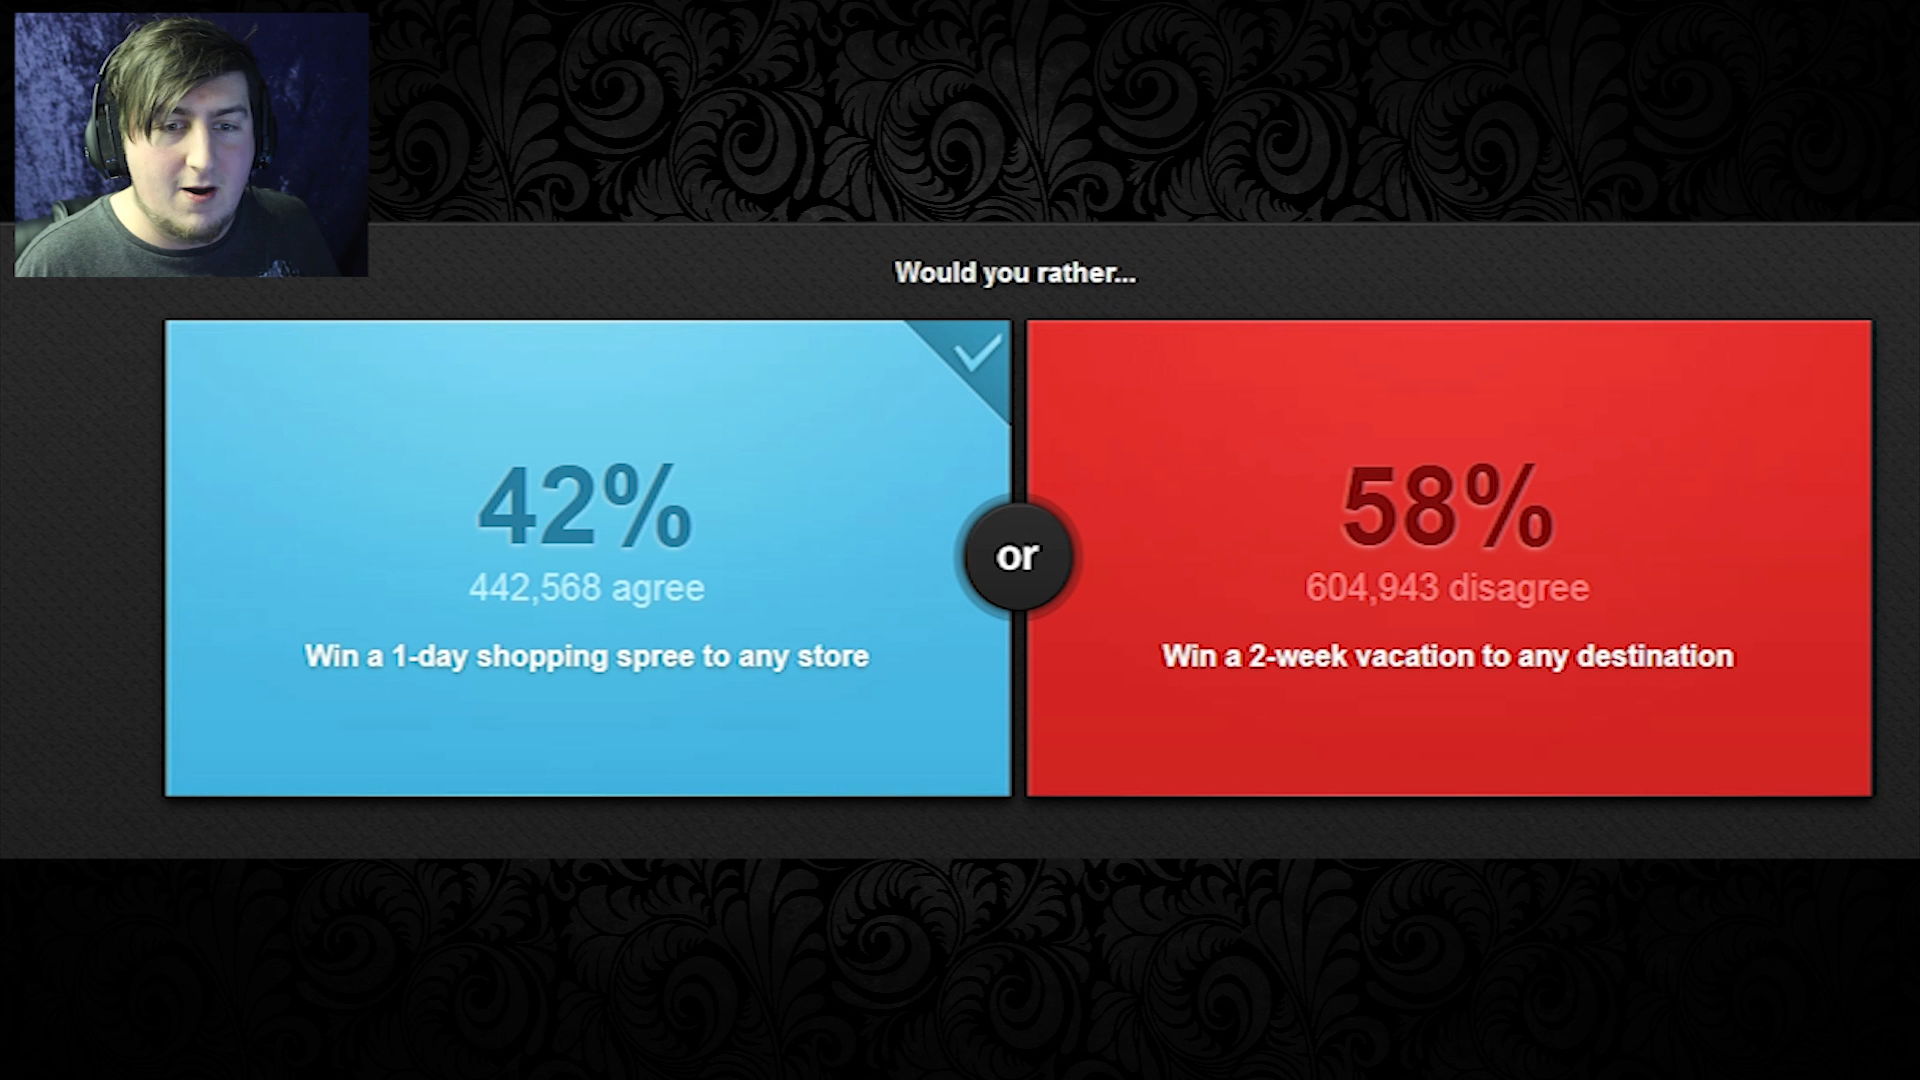 Would you rather...
42%
442,568 agree
Win a 1-day shopping spree to any store
or
58%
604,943 disagree
Win a 2-week vacation to any destination